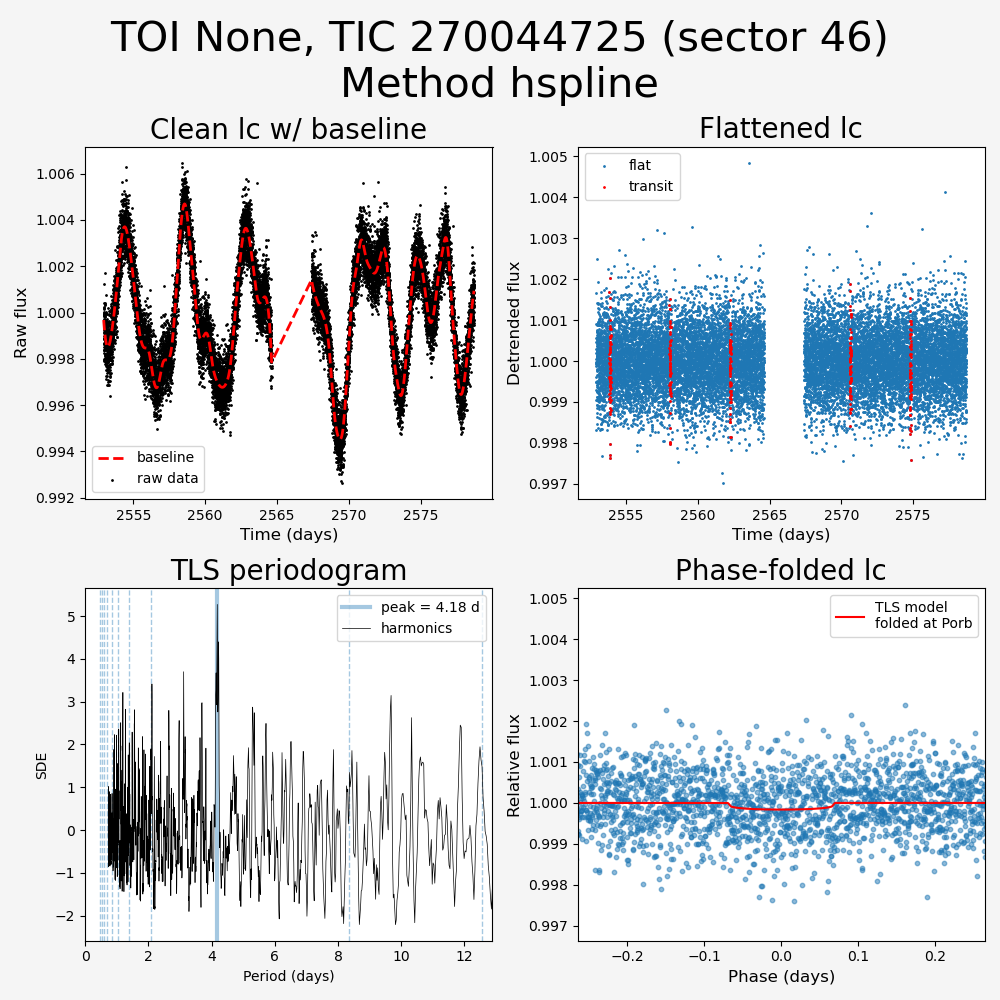 TOI None, TIC 270044725 (sector 46)
Method hspline
Clean lc w/ baseline
Raw flux
1.006
1.004
1.002
1.000
0.998
0.996
0.994
0.992
baseline
raw data
2555
2560
2565
2570
2575
Time (days)
Flattened lc
Detrended flux
1.005
1.004
1.003
1.002
1.001
1.000
0.999
0.998
0.997
flat
transit
2555
2560
2565
2570
2575
Time (days)
TLS periodogram
SDE
5
4
3
2
1
0
−1
−2
peak = 4.18 d
harmonics
0
2
4
6
8
10
12
Period (days)
Phase-folded lc
Relative flux
1.005
1.004
1.003
1.002
1.001
1.000
0.999
0.998
0.997
TLS model
folded at Porb
−0.2
−0.1
0.0
0.1
0.2
Phase (days)